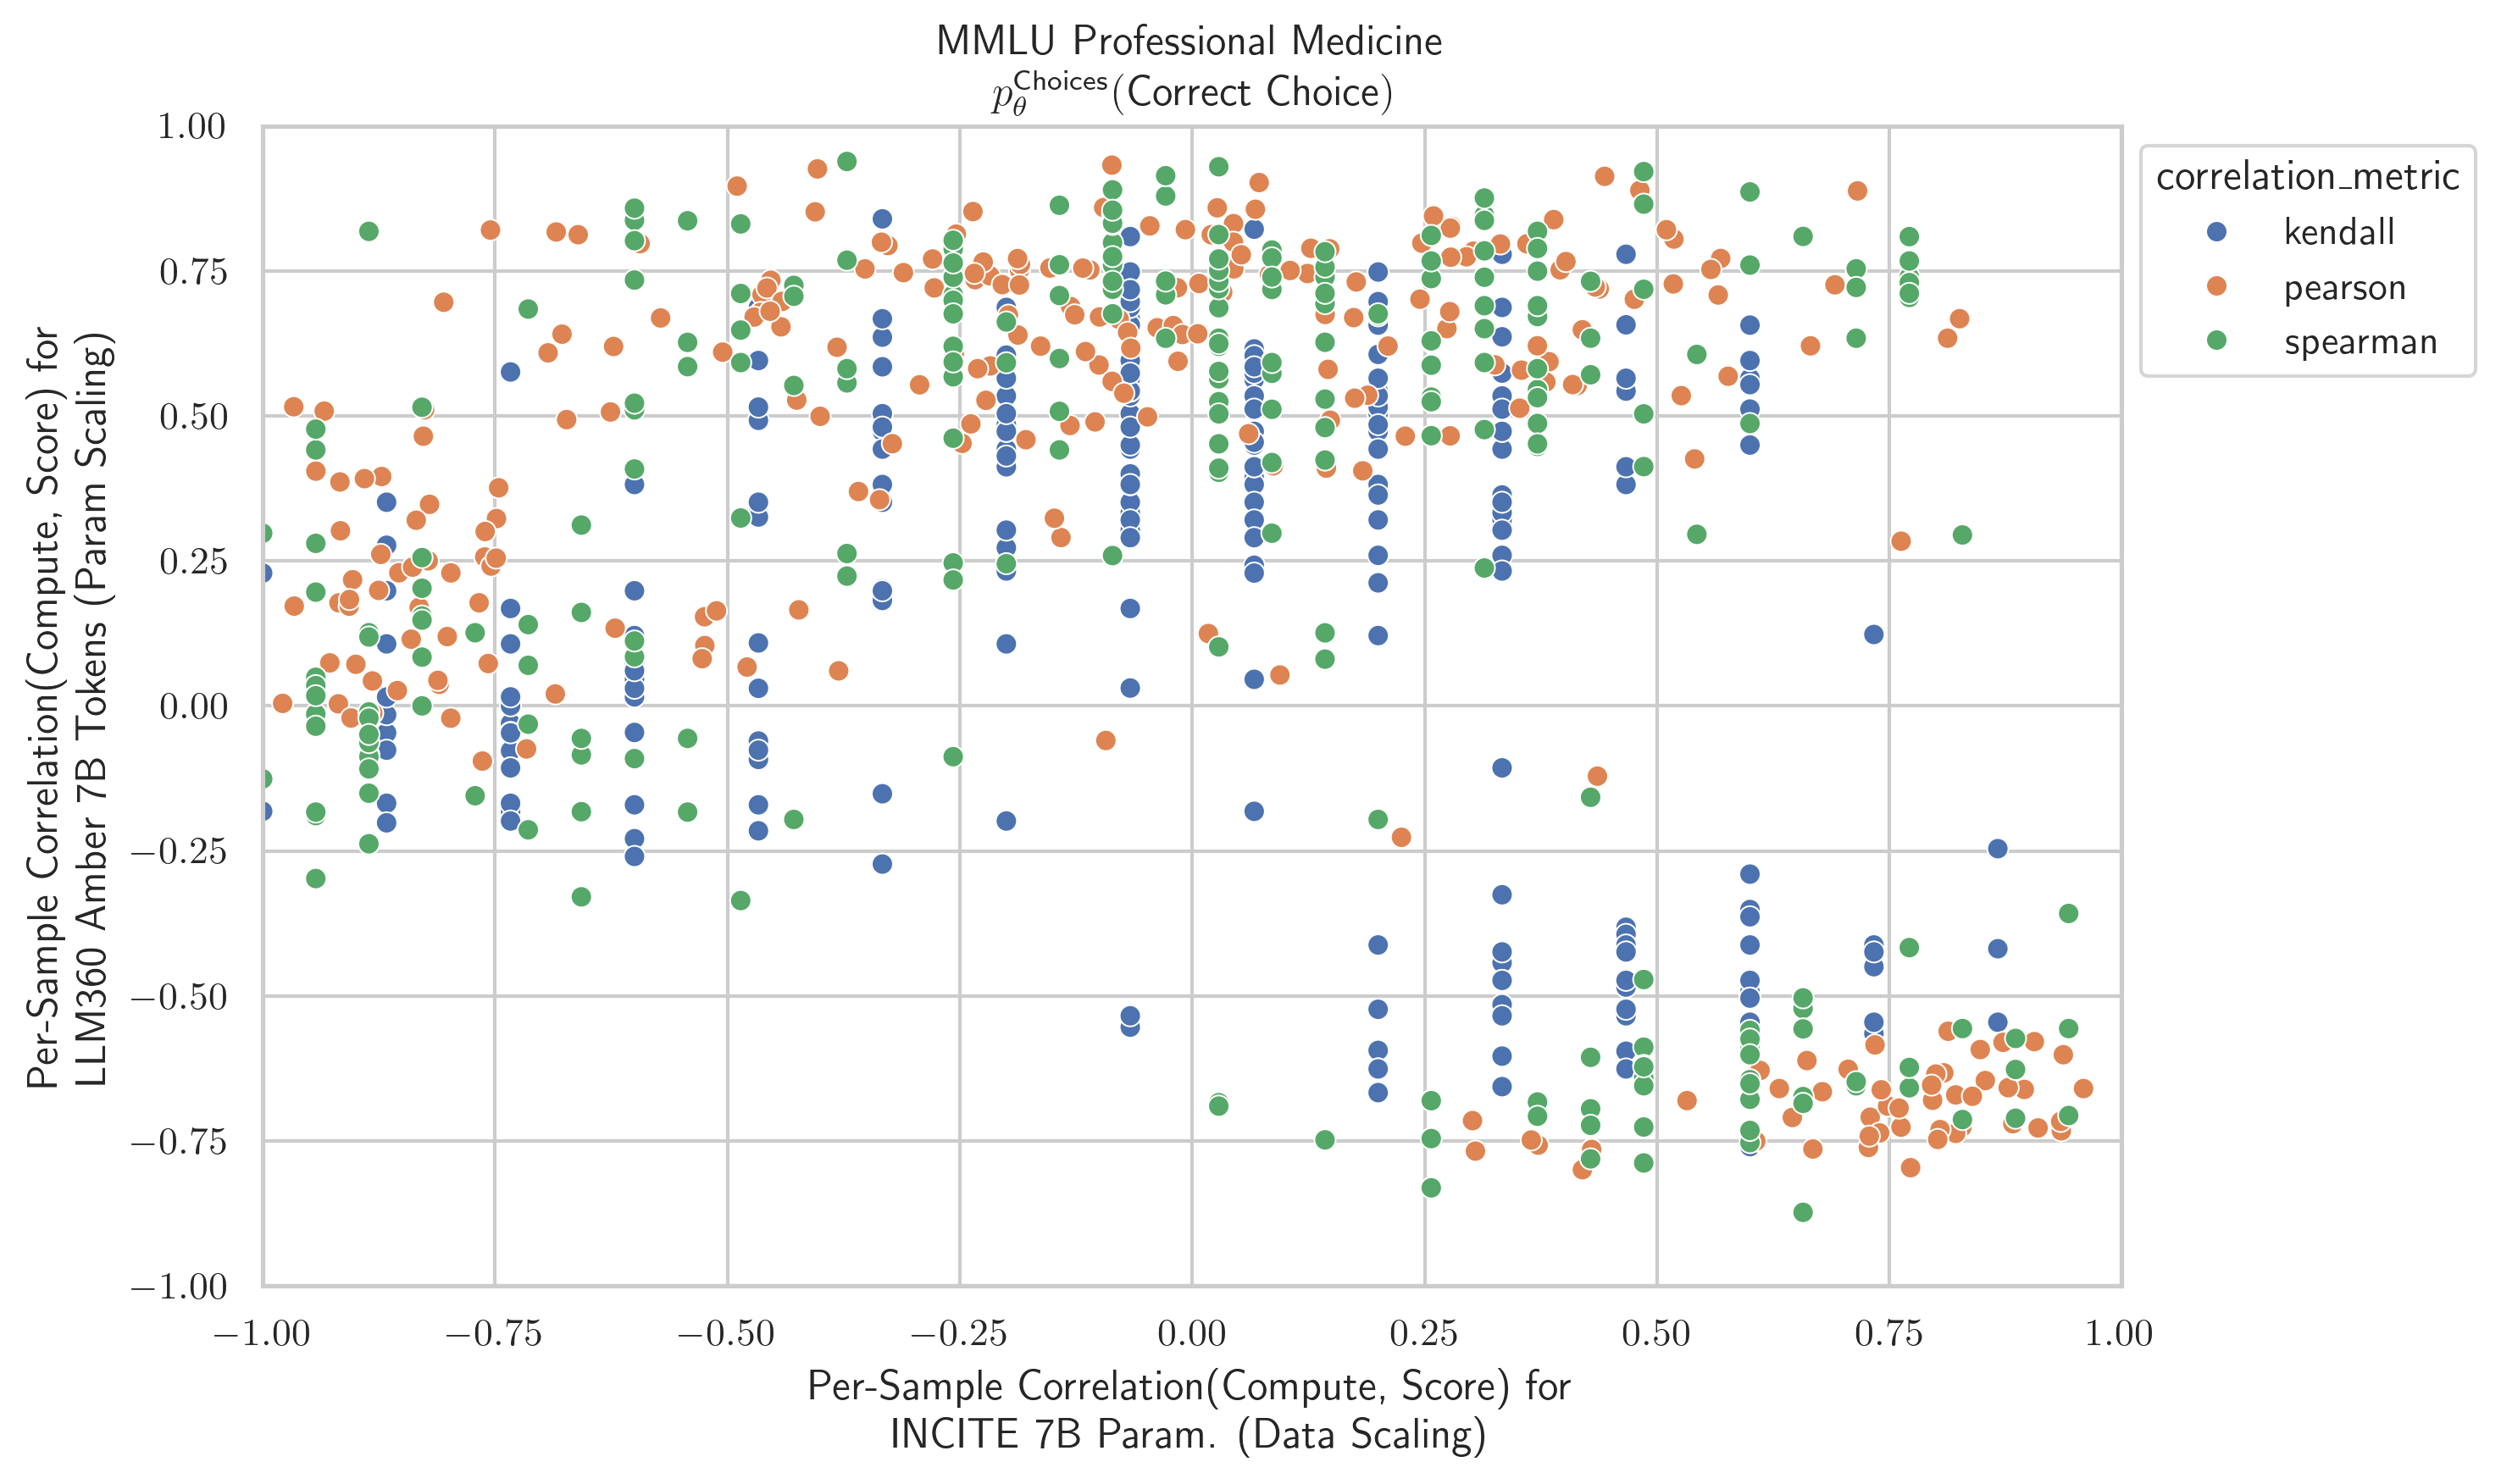 MMLU Professional Medicine
p_θ^Choices(Correct Choice)
1.00
0.75
0.50
0.25
0.00
−0.25
−0.50
−0.75
−1.00
Per-Sample Correlation(Compute, Score) for
LLM360 Amber 7B Tokens (Param Scaling)
correlation_metric
kendall
pearson
spearman
−1.00 −0.75 −0.50 −0.25 0.00 0.25 0.50 0.75 1.00
Per-Sample Correlation(Compute, Score) for
INCITE 7B Param. (Data Scaling)